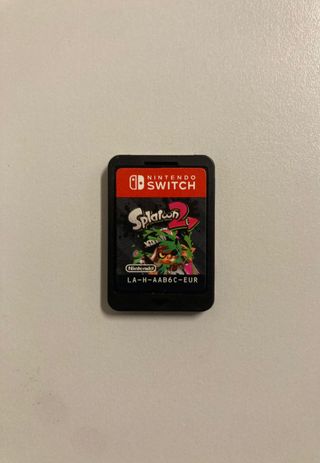 NINTENDO
SWITCH
Splatoon 2
Nintendo
LA-H-AAB6C-EUR